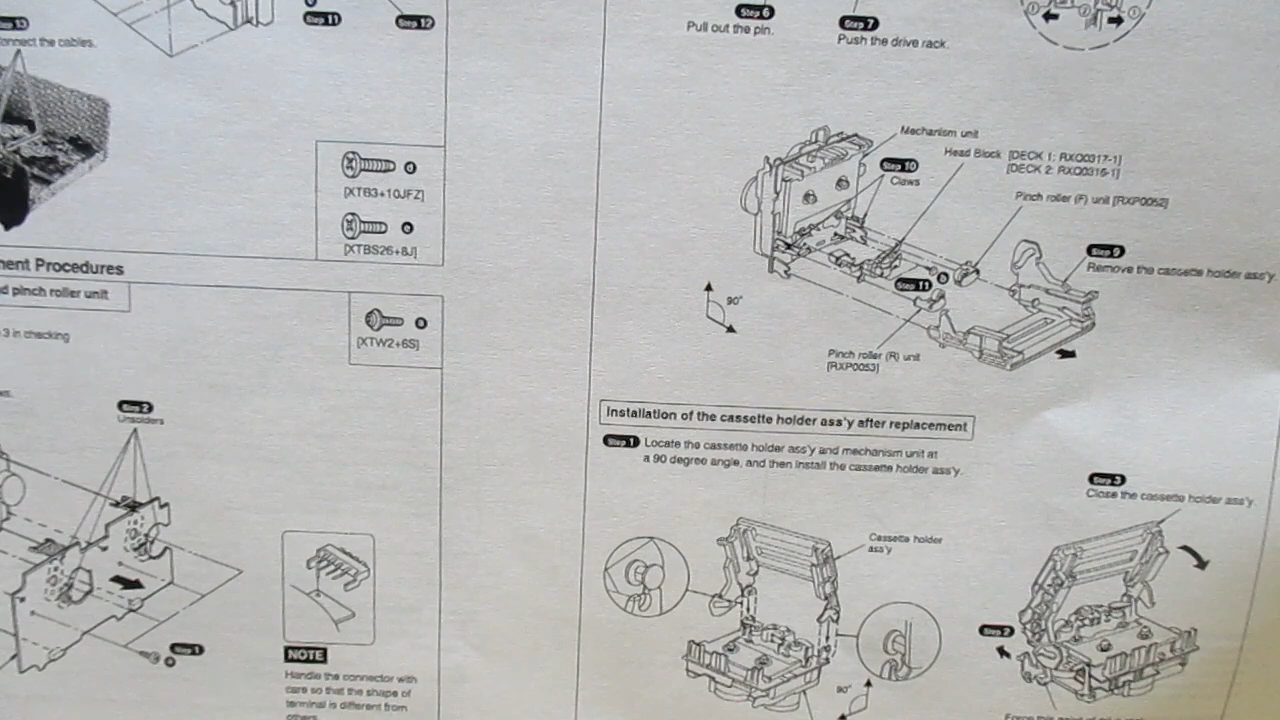 Step 11
Step 12
13
onnect the cables.
[XTB3+10JFZ]
[XTBS26+8J]
ment Procedures
d pinch roller unit
3 in checking
[XTW2+6S]
Step 2
Unsolders
Step 1
NOTE
Handle the connector with
care so that the shape of
terminal is different from
others.
Step 6
Pull out the pin.
Step 7
Push the drive rack.
Mechanism unit
Head Block [DECK 1: RXQ0317-1]
[DECK 2: RXQ0316-1]
Step 10
Claws
Pinch roller (F) unit [RXP0052]
Step 9
Remove the cassette holder ass'y.
Step 11
90°
Pinch roller (R) unit
[RXP0053]
Installation of the cassette holder ass'y after replacement
Step 1 Locate the cassette holder ass'y and mechanism unit at
a 90 degree angle, and then install the cassette holder ass'y.
Step 3
Close the cassette holder ass'y.
Cassette holder
ass'y
Step 2
90°
Force this